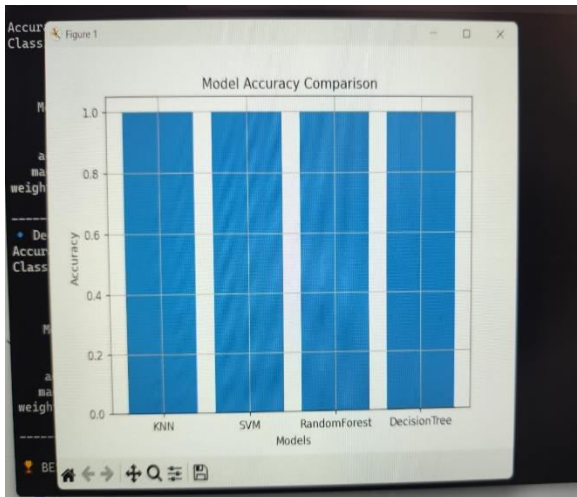 Accur
Class
Figure 1
Model Accuracy Comparison
M
a
ma
weigh
-----
De
Accur
Class
M
a
ma
weigh
-----
BE
1.0
0.8
0.6
0.4
0.2
0.0
Accuracy
KNN SVM RandomForest DecisionTree
Models